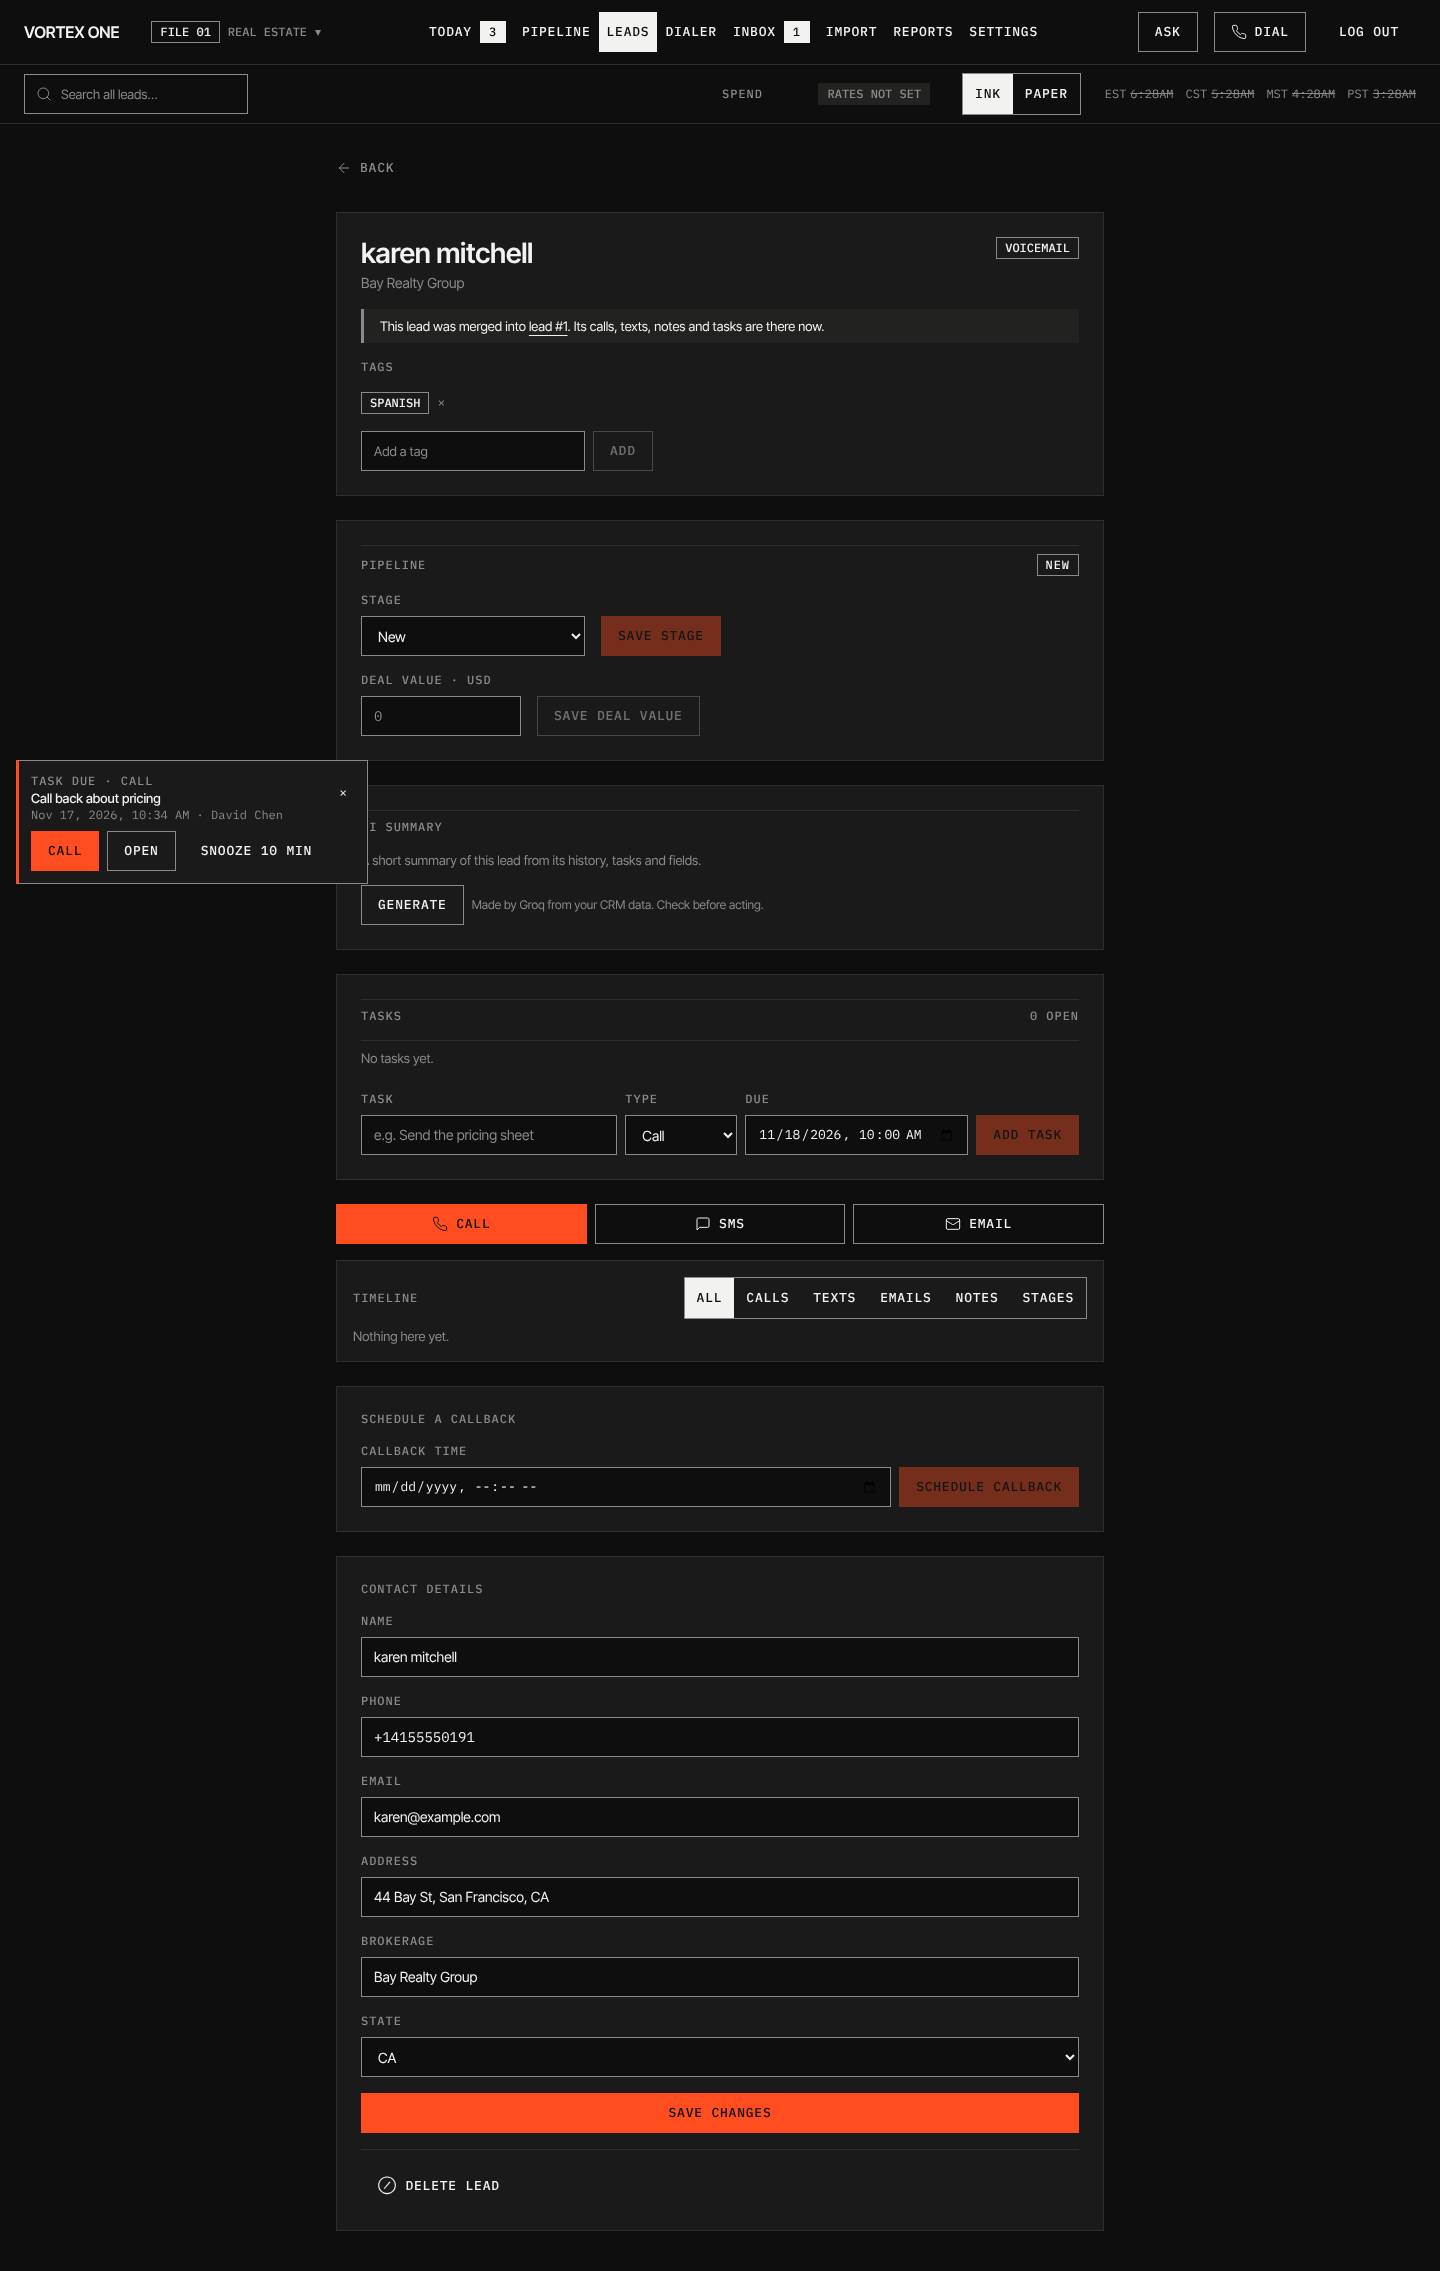 VORTEX ONE FILE 01 REAL ESTATE ▾ TODAY 3 PIPELINE LEADS DIALER INBOX 1 IMPORT REPORTS SETTINGS ASK DIAL LOG OUT
Search all leads... SPEND RATES NOT SET INK PAPER EST 6:28AM CST 5:28AM MST 4:28AM PST 3:28AM
← BACK
karen mitchell VOICEMAIL
Bay Realty Group
This lead was merged into lead #1. Its calls, texts, notes and tasks are there now.
TAGS
SPANISH ×
Add a tag ADD
PIPELINE NEW
STAGE
New SAVE STAGE
DEAL VALUE · USD
0 SAVE DEAL VALUE
TASK DUE · CALL ×
Call back about pricing
Nov 17, 2026, 10:34 AM · David Chen
CALL OPEN SNOOZE 10 MIN
I SUMMARY
short summary of this lead from its history, tasks and fields.
GENERATE Made by Groq from your CRM data. Check before acting.
TASKS 0 OPEN
No tasks yet.
TASK TYPE DUE
e.g. Send the pricing sheet Call 11/18/2026, 10:00 AM ADD TASK
CALL SMS EMAIL
TIMELINE ALL CALLS TEXTS EMAILS NOTES STAGES
Nothing here yet.
SCHEDULE A CALLBACK
CALLBACK TIME
mm/dd/yyyy, --:-- -- SCHEDULE CALLBACK
CONTACT DETAILS
NAME
karen mitchell
PHONE
+14155550191
EMAIL
karen@example.com
ADDRESS
44 Bay St, San Francisco, CA
BROKERAGE
Bay Realty Group
STATE
CA
SAVE CHANGES
DELETE LEAD